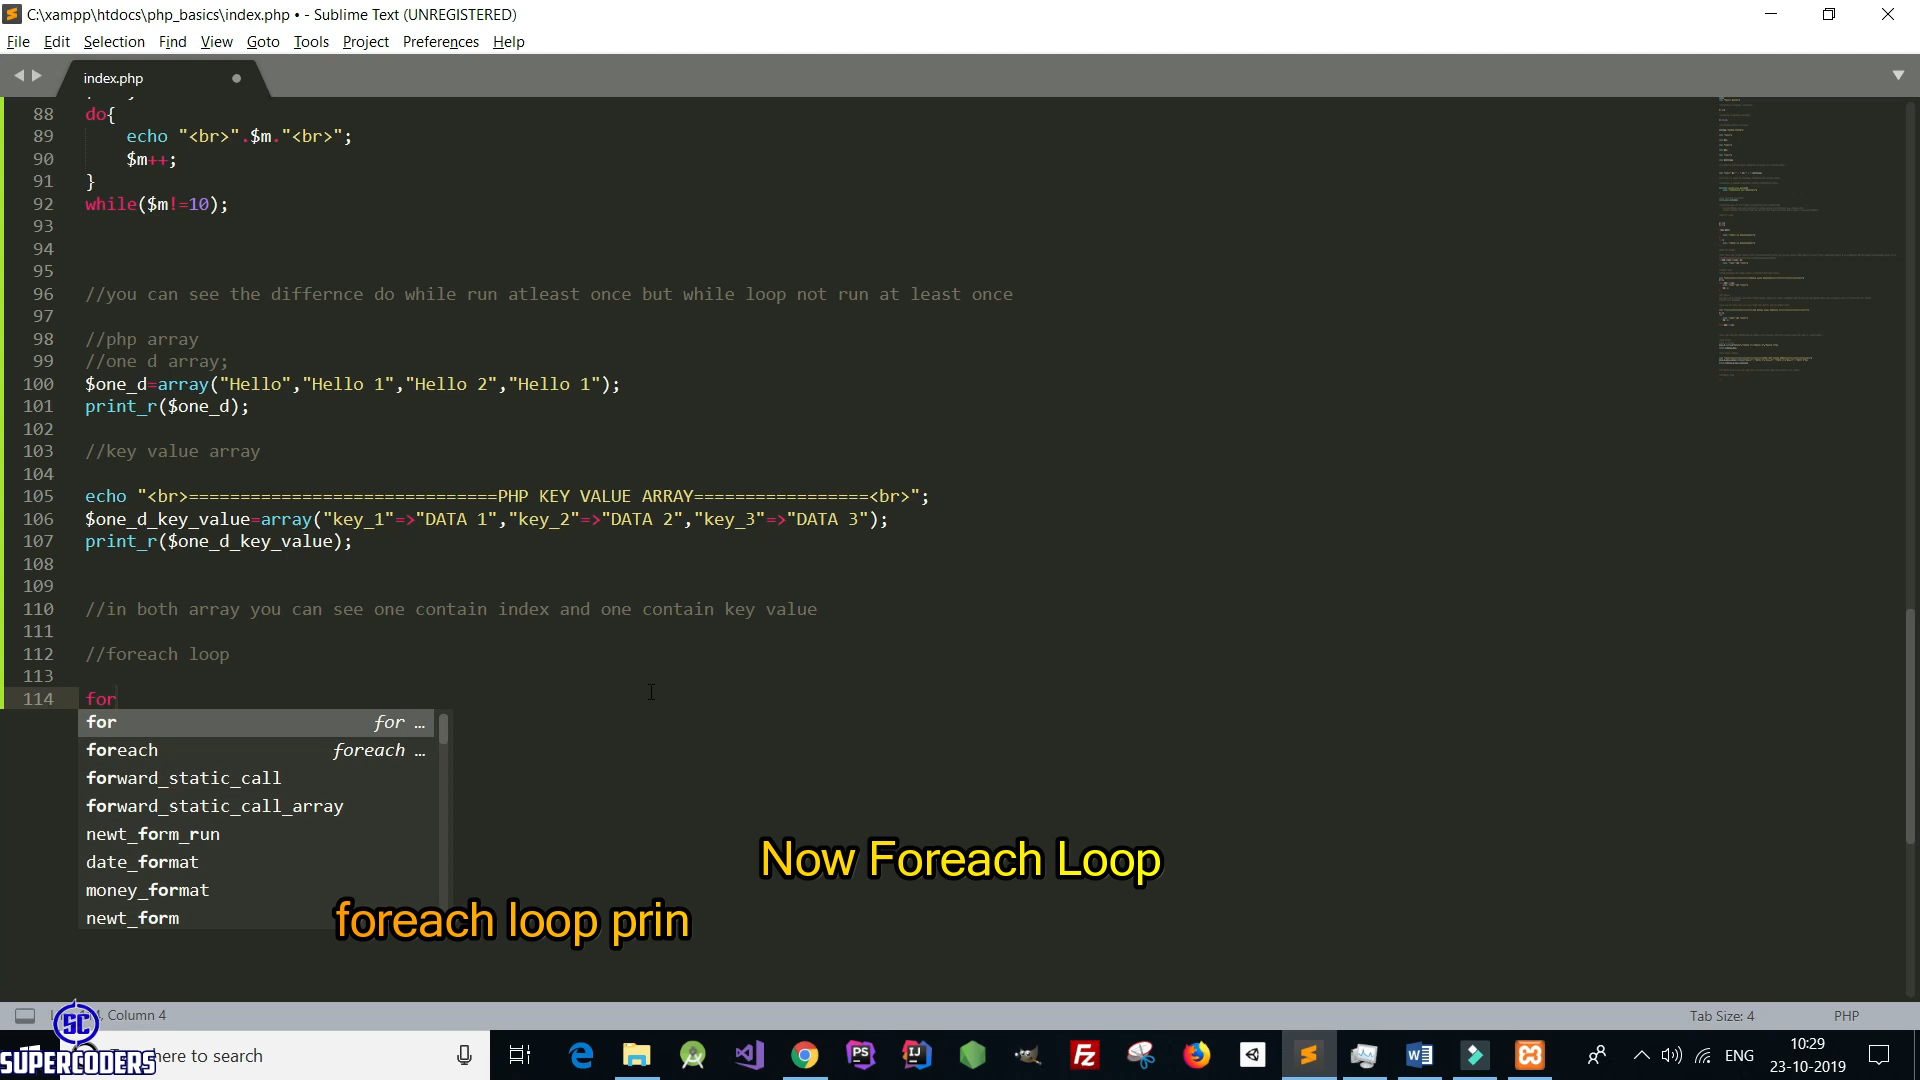 C:\xampp\htdocs\php_basics\index.php • - Sublime Text (UNREGISTERED)
File Edit Selection Find View Goto Tools Project Preferences Help
index.php
88 do{
89 echo "<br>".$m."<br>";
90 $m++;
91 }
92 while($m!=10);
93
94
95
96 //you can see the differnce do while run atleast once but while loop not run at least once
97
98 //php array
99 //one d array;
100 $one_d=array("Hello","Hello 1","Hello 2","Hello 1");
101 print_r($one_d);
102
103 //key value array
104
105 echo "<br>==============================PHP KEY VALUE ARRAY=================<br>";
106 $one_d_key_value=array("key_1"=>"DATA 1","key_2"=>"DATA 2","key_3"=>"DATA 3");
107 print_r($one_d_key_value);
108
109
110 //in both array you can see one contain index and one contain key value
111
112 //foreach loop
113
114 for
for for …
foreach foreach …
forward_static_call
forward_static_call_array
newt_form_run
date_format
money_format
newt_form
Now Foreach Loop
foreach loop prin
Column 4
Tab Size: 4 PHP
SC
SUPERCODERS
here to search
ENG
10:29
23-10-2019